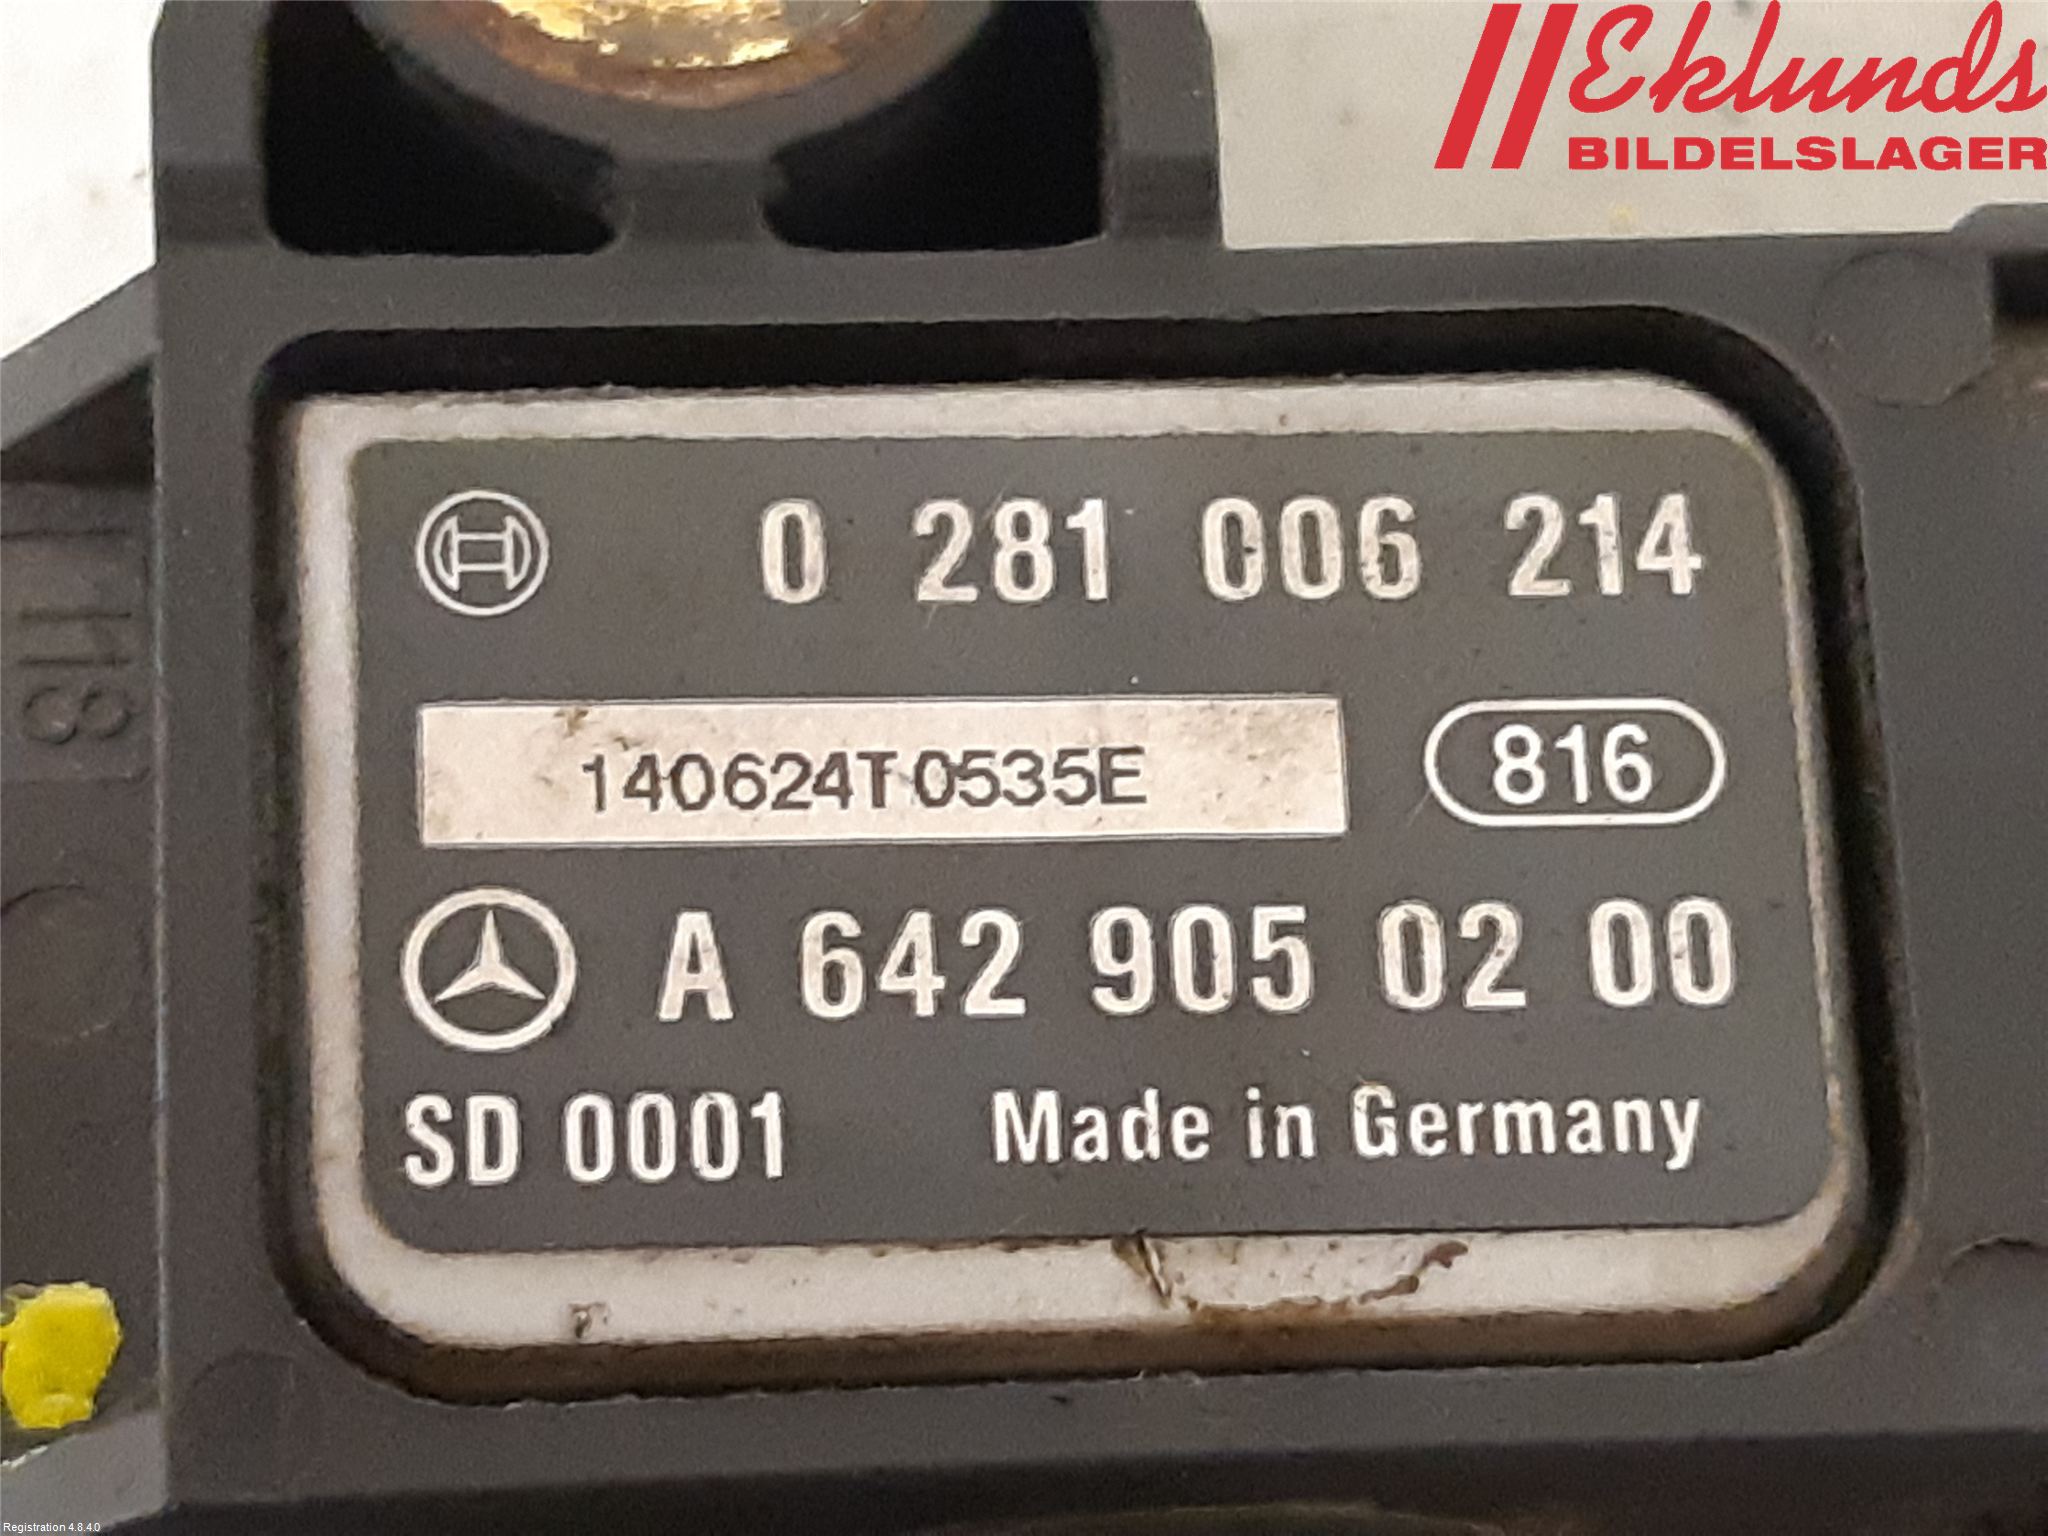 Eklunds
BILDELSLAGER
0 281 006 214
140624T0535E
816
A 642 905 02 00
SD 0001 Made in Germany
Registration 4.8.4.0